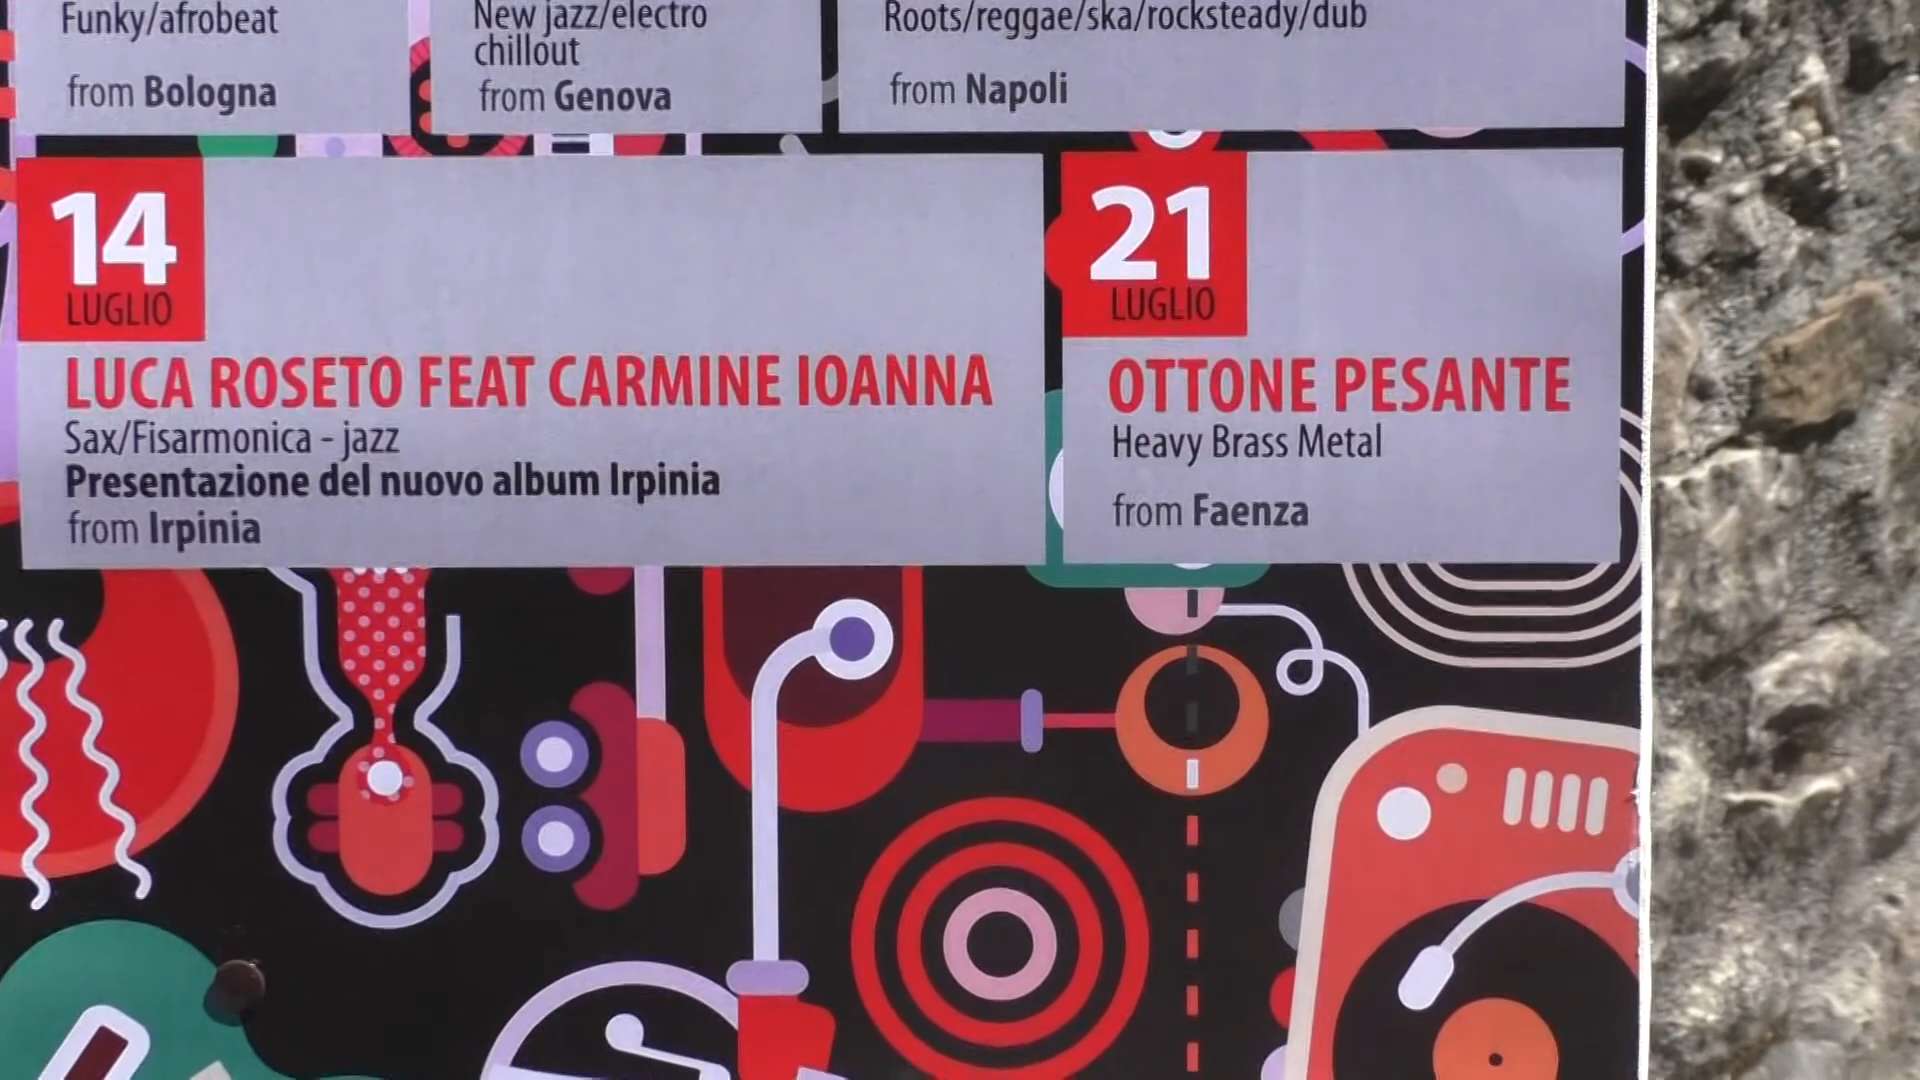 Funky/afrobeat
from Bologna
New jazz/electro
chillout
from Genova
Roots/reggae/ska/rocksteady/dub
from Napoli
14
LUGLIO
LUCA ROSETO FEAT CARMINE IOANNA
Sax/Fisarmonica - jazz
Presentazione del nuovo album Irpinia
from Irpinia
21
LUGLIO
OTTONE PESANTE
Heavy Brass Metal
from Faenza